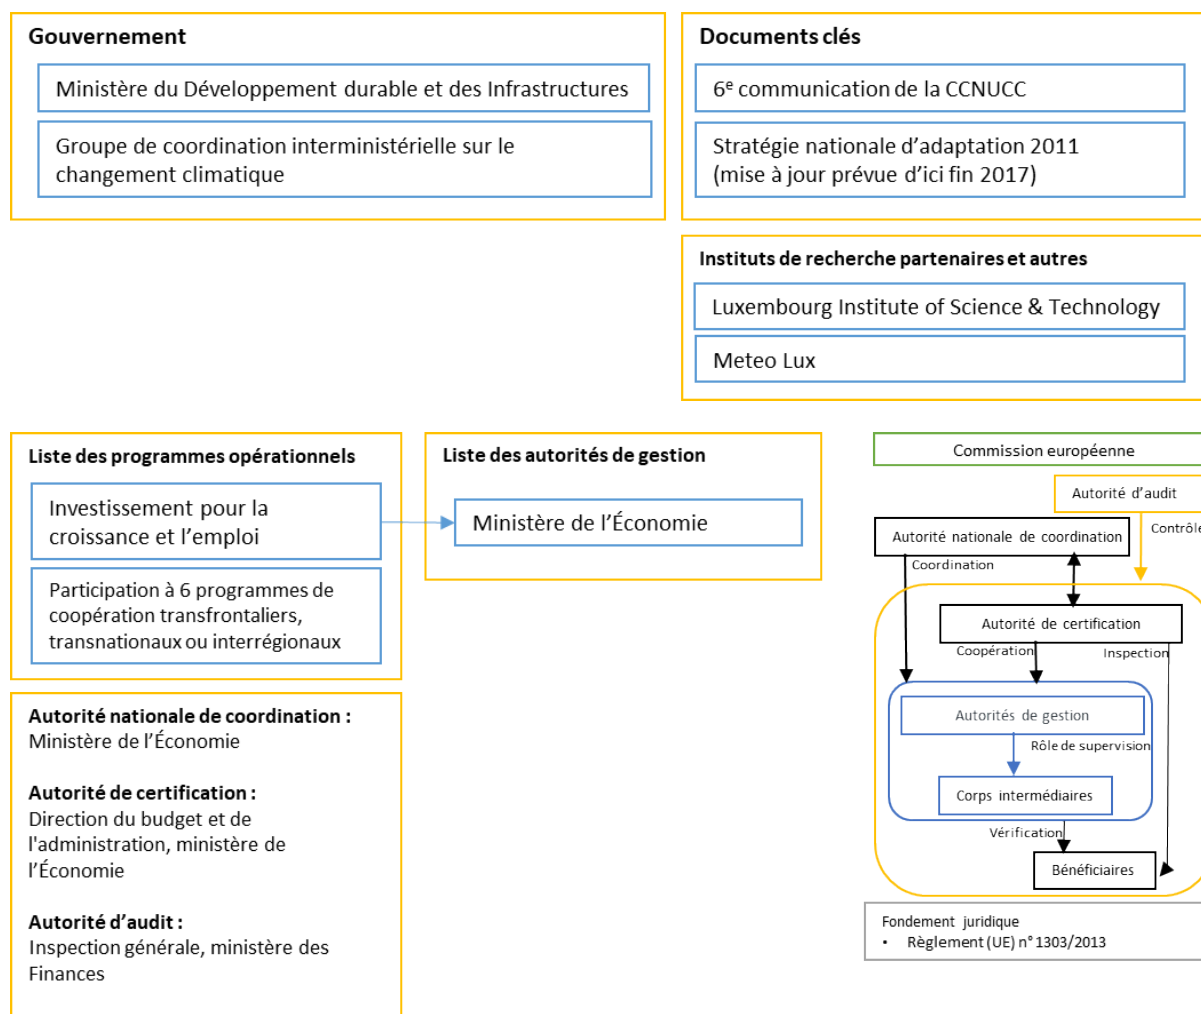 Gouvernement
Ministère du Développement durable et des Infrastructures
Groupe de coordination interministérielle sur le
changement climatique
Documents clés
6e communication de la CCNUCC
Stratégie nationale d’adaptation 2011
(mise à jour prévue d’ici fin 2017)
Instituts de recherche partenaires et autres
Luxembourg Institute of Science & Technology
Meteo Lux
Liste des programmes opérationnels
Investissement pour la
croissance et l’emploi
Participation à 6 programmes de
coopération transfrontaliers,
transnationaux ou interrégionaux
Liste des autorités de gestion
Ministère de l’Économie
Autorité nationale de coordination :
Ministère de l’Économie
Autorité de certification :
Direction du budget et de
l'administration, ministère de
l’Économie
Autorité d’audit :
Inspection générale, ministère des
Finances
Commission européenne
Autorité d’audit
Contrôle
Autorité nationale de coordination
Coordination
Autorité de certification
Coopération
Inspection
Autorités de gestion
Rôle de supervision
Corps intermédiaires
Vérification
Bénéficiaires
Fondement juridique
• Règlement (UE) n° 1303/2013